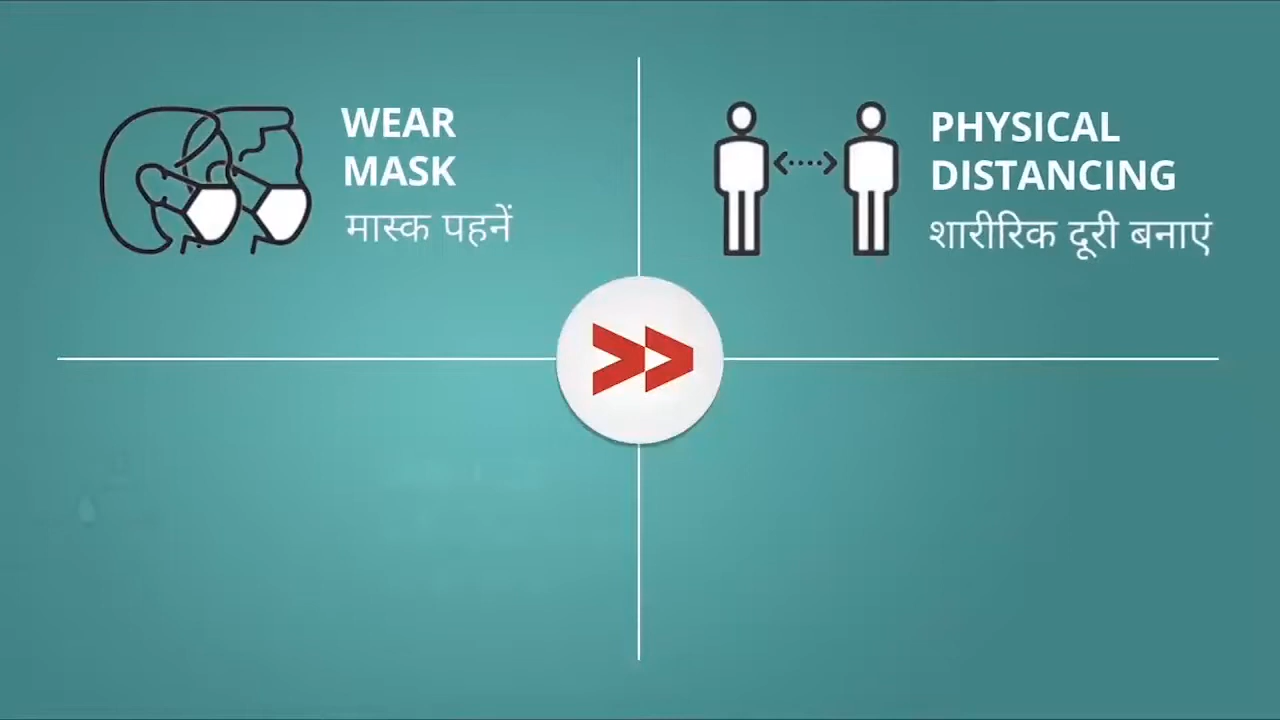 WEAR
MASK
मास्क पहनें
PHYSICAL
DISTANCING
शारीरिक दूरी बनाएं